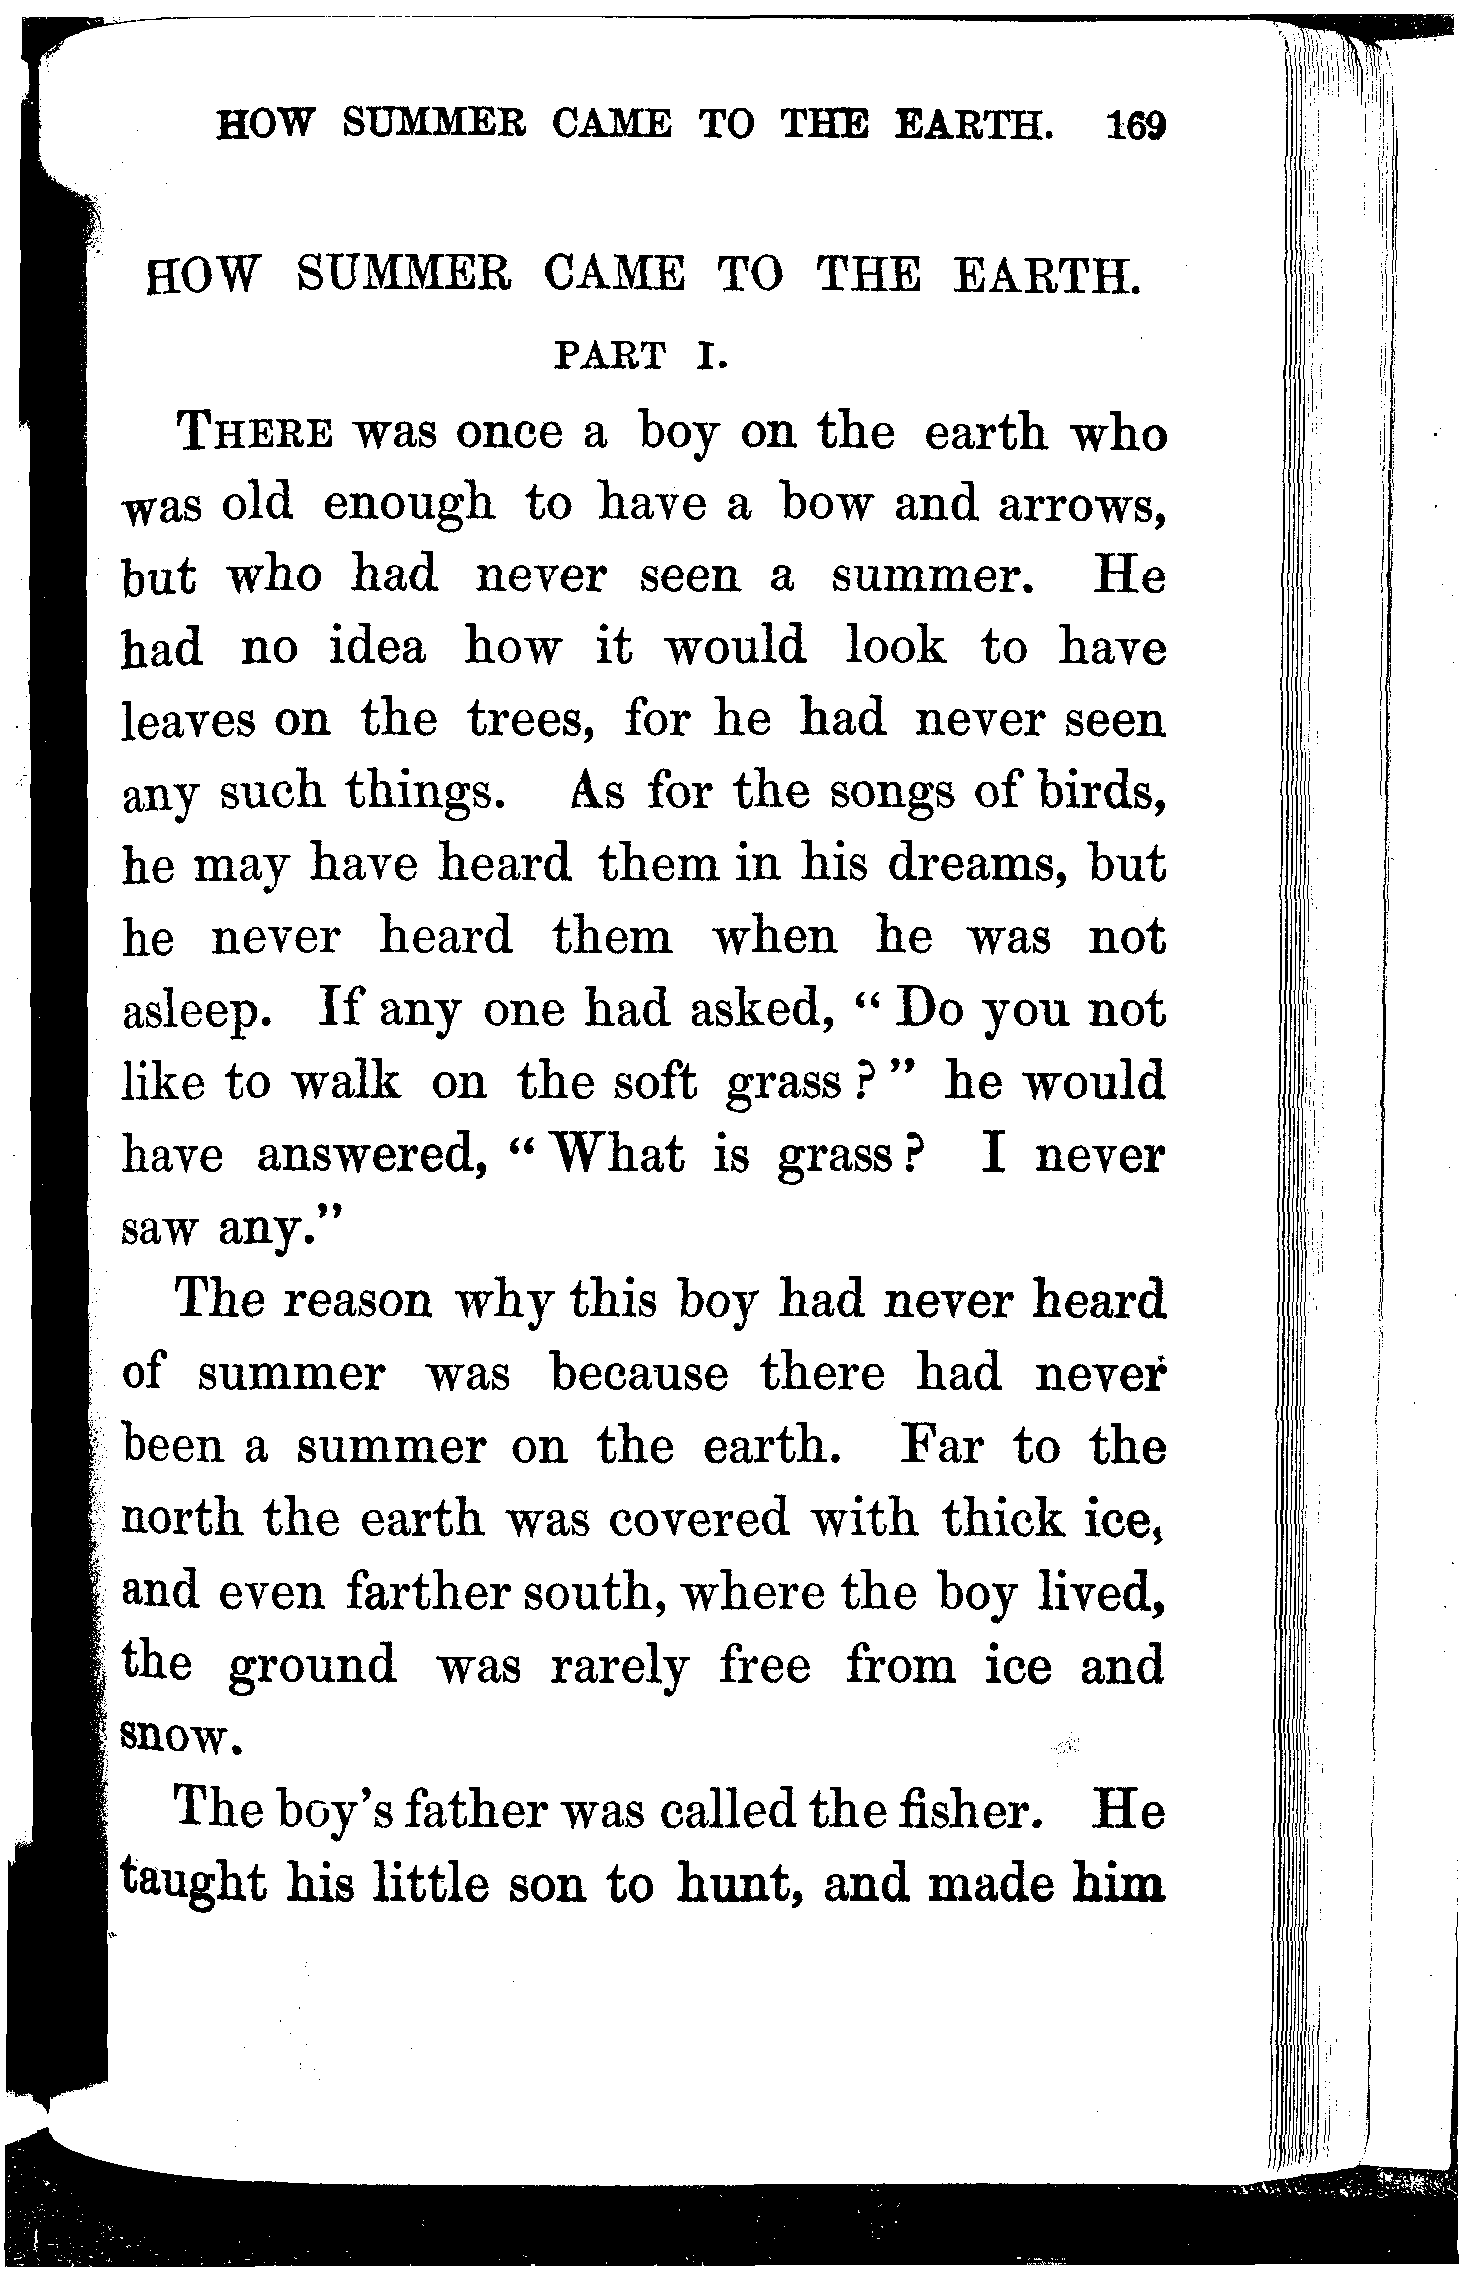 HOW SUMMER CAME TO THE EARTH. 169
HOW SUMMER CAME TO THE EARTH.
PART I.
THERE was once a boy on the earth who
was old enough to have a bow and arrows,
but who had never seen a summer. He
had no idea how it would look to have
leaves on the trees, for he had never seen
any such things. As for the songs of birds,
he may have heard them in his dreams, but
he never heard them when he was not
asleep. If any one had asked, “ Do you not
like to walk on the soft grass ? ” he would
have answered, “ What is grass ? I never
saw any.”
The reason why this boy had never heard
of summer was because there had never
been a summer on the earth. Far to the
north the earth was covered with thick ice,
and even farther south, where the boy lived,
the ground was rarely free from ice and
snow.
The boy’s father was called the fisher. He
taught his little son to hunt, and made him